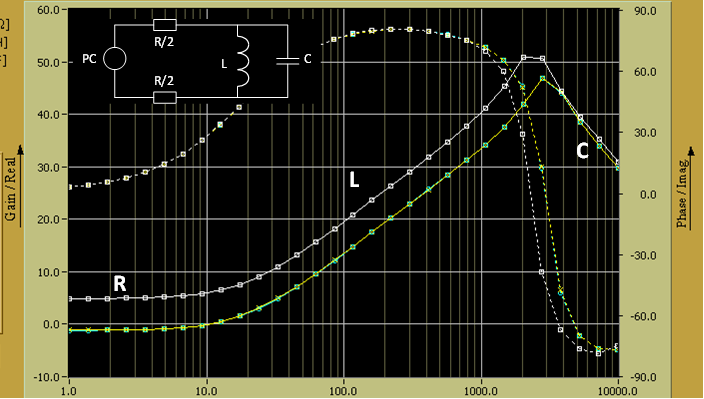 Ω]
H]
F]
60.0
50.0
40.0
30.0
20.0
10.0
0.0
-10.0
Gain / Real
R/2
PC
L
C
R/2
R
L
C
90.0
60.0
30.0
0.0
-30.0
-60.0
-90.0
Phase / Imag.
1.0
10.0
100.0
1000.0
10000.0